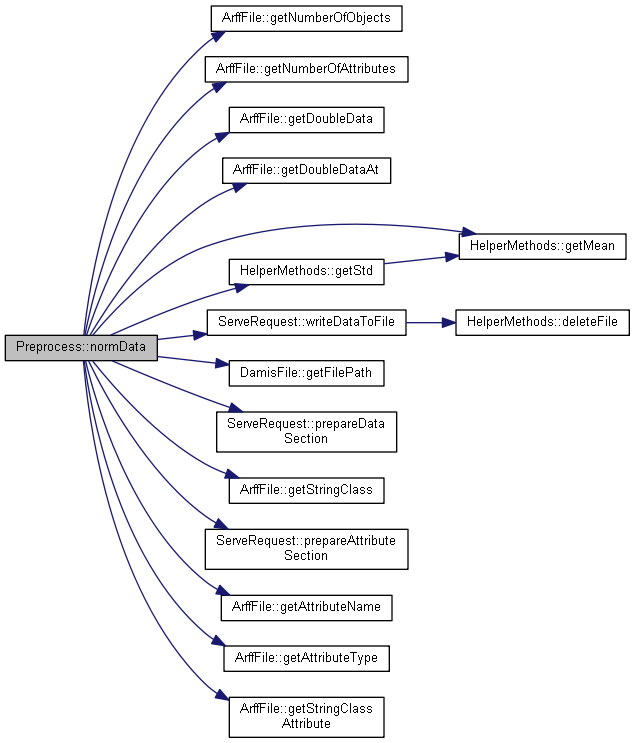 ArffFile::getNumberOfObjects
ArffFile::getNumberOfAttributes
ArffFile::getDoubleData
ArffFile::getDoubleDataAt
HelperMethods::getMean
HelperMethods::getStd
ServeRequest::writeDataToFile
HelperMethods::deleteFile
Preprocess::normData
DamisFile::getFilePath
ServeRequest::prepareData
Section
ArffFile::getStringClass
ServeRequest::prepareAttribute
Section
ArffFile::getAttributeName
ArffFile::getAttributeType
ArffFile::getStringClass
Attribute